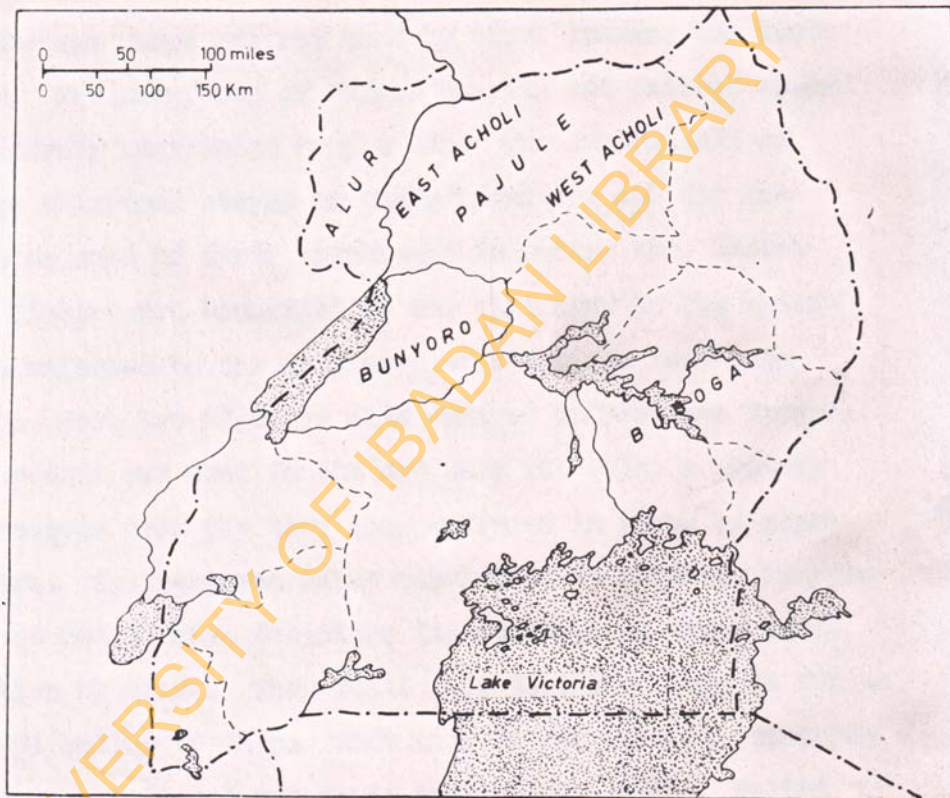 0 50 100 miles
0 50 100 150 Km
ALUR
EAST ACHOLI
PAJULE
WEST ACHOLI
BUNYORO
BUSOGA
Lake Victoria
UNIVERSITY OF IBADAN LIBRARY